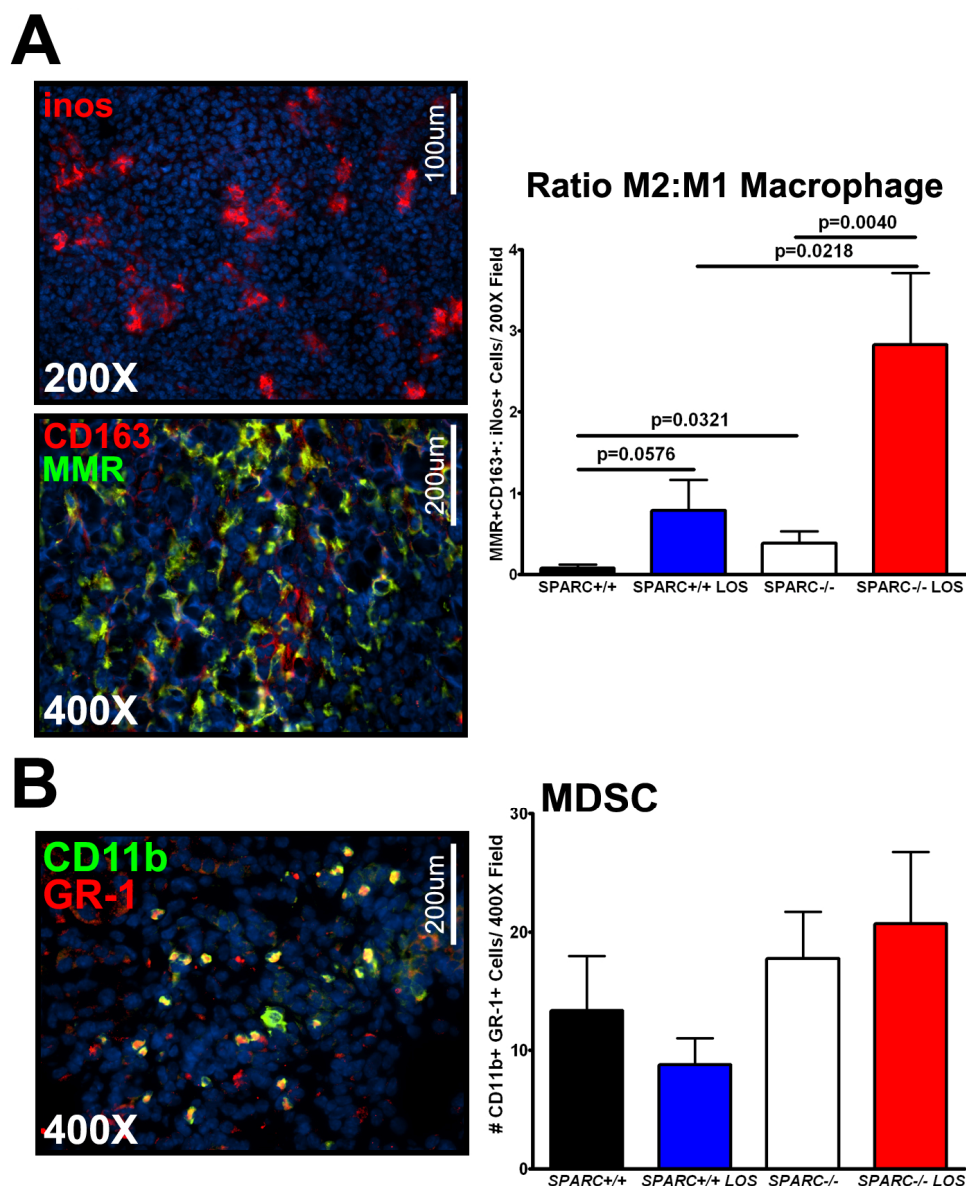 A
inos
100um
200X
CD163
MMR
200um
400X
Ratio M2:M1 Macrophage
MMR+CD163+: iNos+ Cells/ 200X Field
4
3
2
1
0
p=0.0040
p=0.0218
p=0.0321
p=0.0576
SPARC+/+ SPARC+/+ LOS SPARC-/- SPARC-/- LOS
B
CD11b
GR-1
200um
400X
MDSC
# CD11b+ GR-1+ Cells/ 400X Field
30
20
10
0
SPARC+/+ SPARC+/+ LOS SPARC-/- SPARC-/- LOS